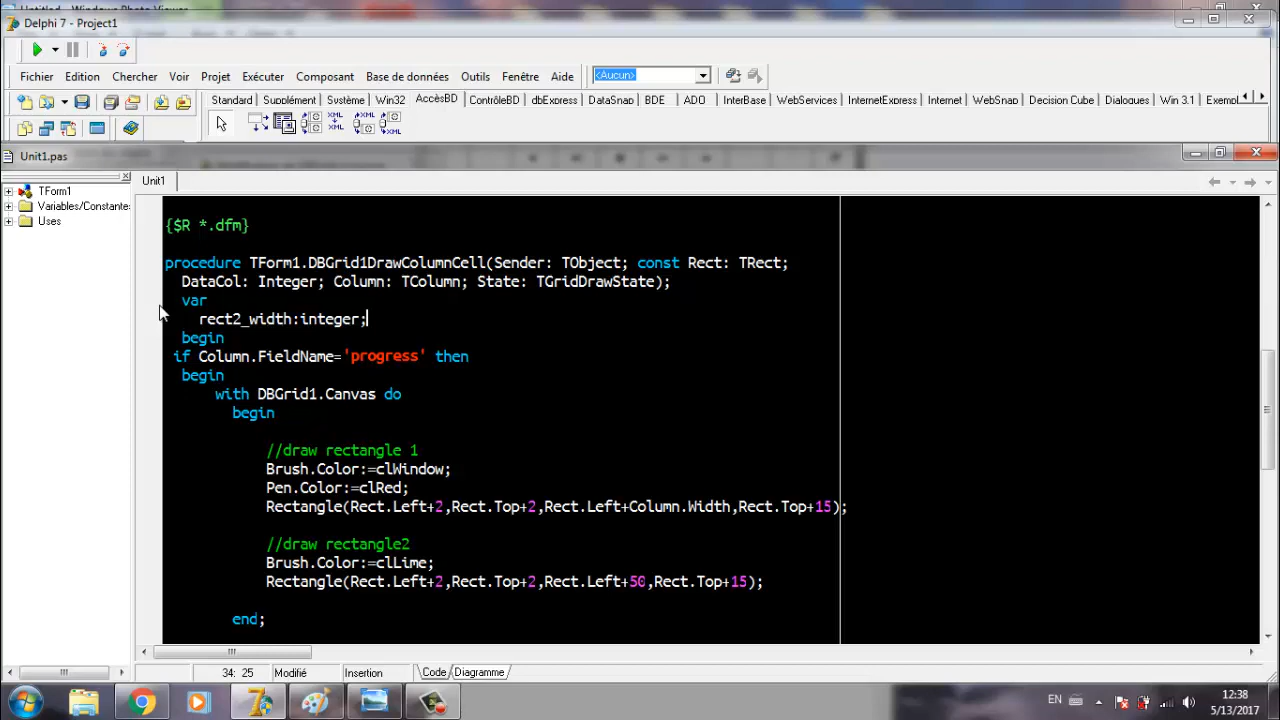 Untitled - Windows Photo Viewer
Delphi 7 - Project1
Fichier Edition Chercher Voir Projet Exécuter Composant Base de données Outils Fenêtre Aide <Aucun>
Standard Supplément Système Win32 AccèsBD ContrôleBD dbExpress DataSnap BDE ADO InterBase WebServices InternetExpress Internet WebSnap Decision Cube Dialogues Win 3.1 Exempl
Unit1.pas
Unit1
TForm1
Variables/Constante
Uses
{$R *.dfm}
procedure TForm1.DBGrid1DrawColumnCell(Sender: TObject; const Rect: TRect;
DataCol: Integer; Column: TColumn; State: TGridDrawState);
var
rect2_width:integer;
begin
if Column.FieldName='progress' then
begin
with DBGrid1.Canvas do
begin
//draw rectangle 1
Brush.Color:=clWindow;
Pen.Color:=clRed;
Rectangle(Rect.Left+2,Rect.Top+2,Rect.Left+Column.Width,Rect.Top+15);
//draw rectangle2
Brush.Color:=clLime;
Rectangle(Rect.Left+2,Rect.Top+2,Rect.Left+50,Rect.Top+15);
end;
34: 25 Modifié Insertion Code Diagramme
EN 12:38
5/13/2017